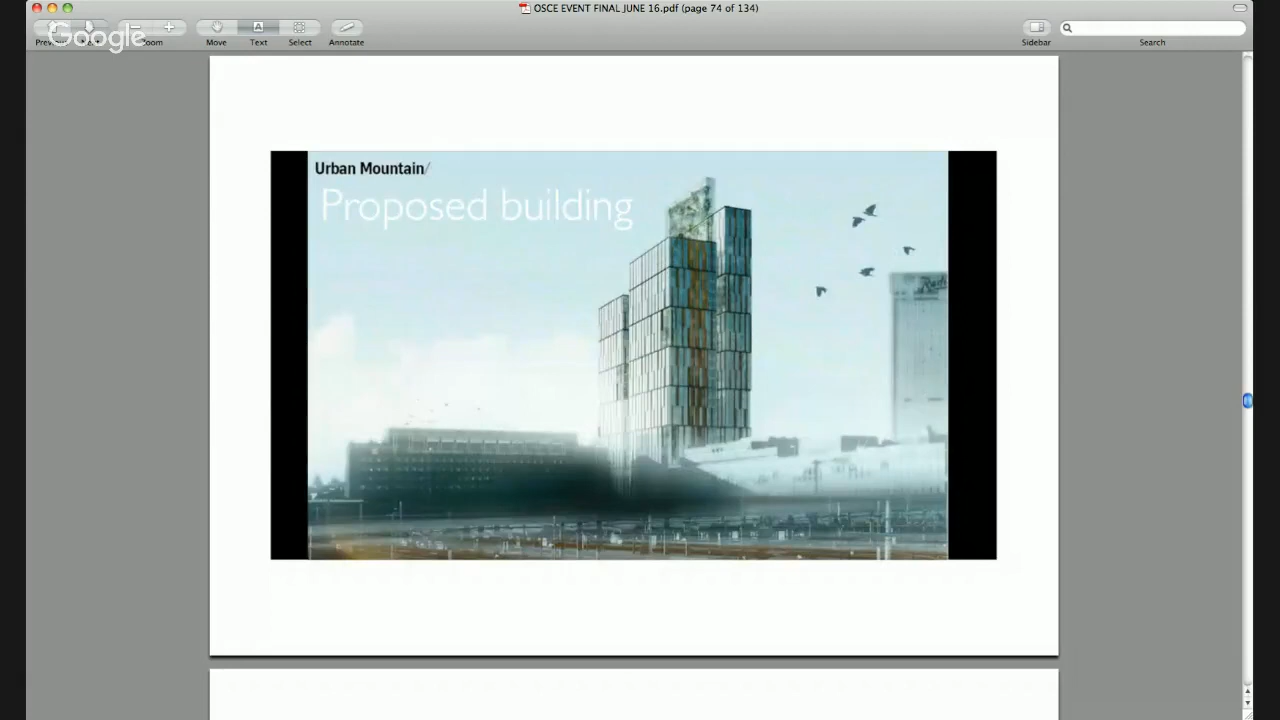 OSCE EVENT FINAL JUNE 16.pdf (page 74 of 134)
Google
Zoom
Move
Text
Select
Annotate
Sidebar
Search
Urban Mountain/
Proposed building